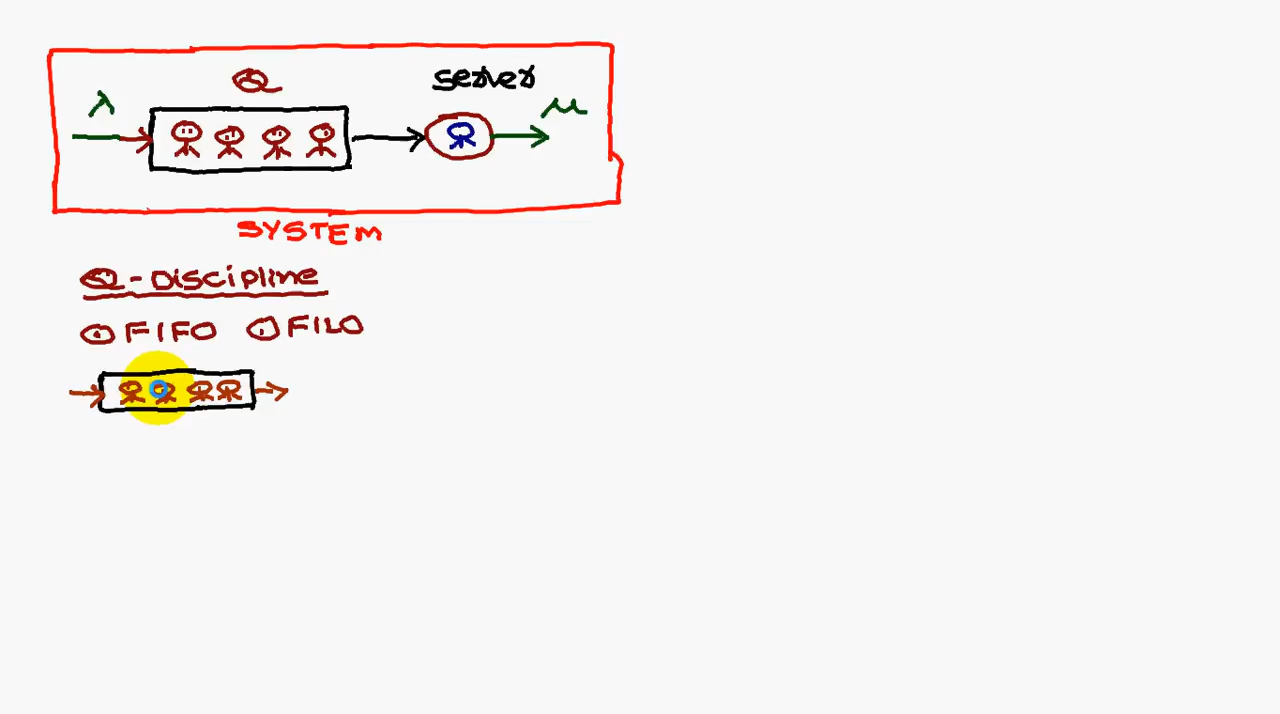 Q server
λ μ
SYSTEM
Q - Discipline
FIFO FILO